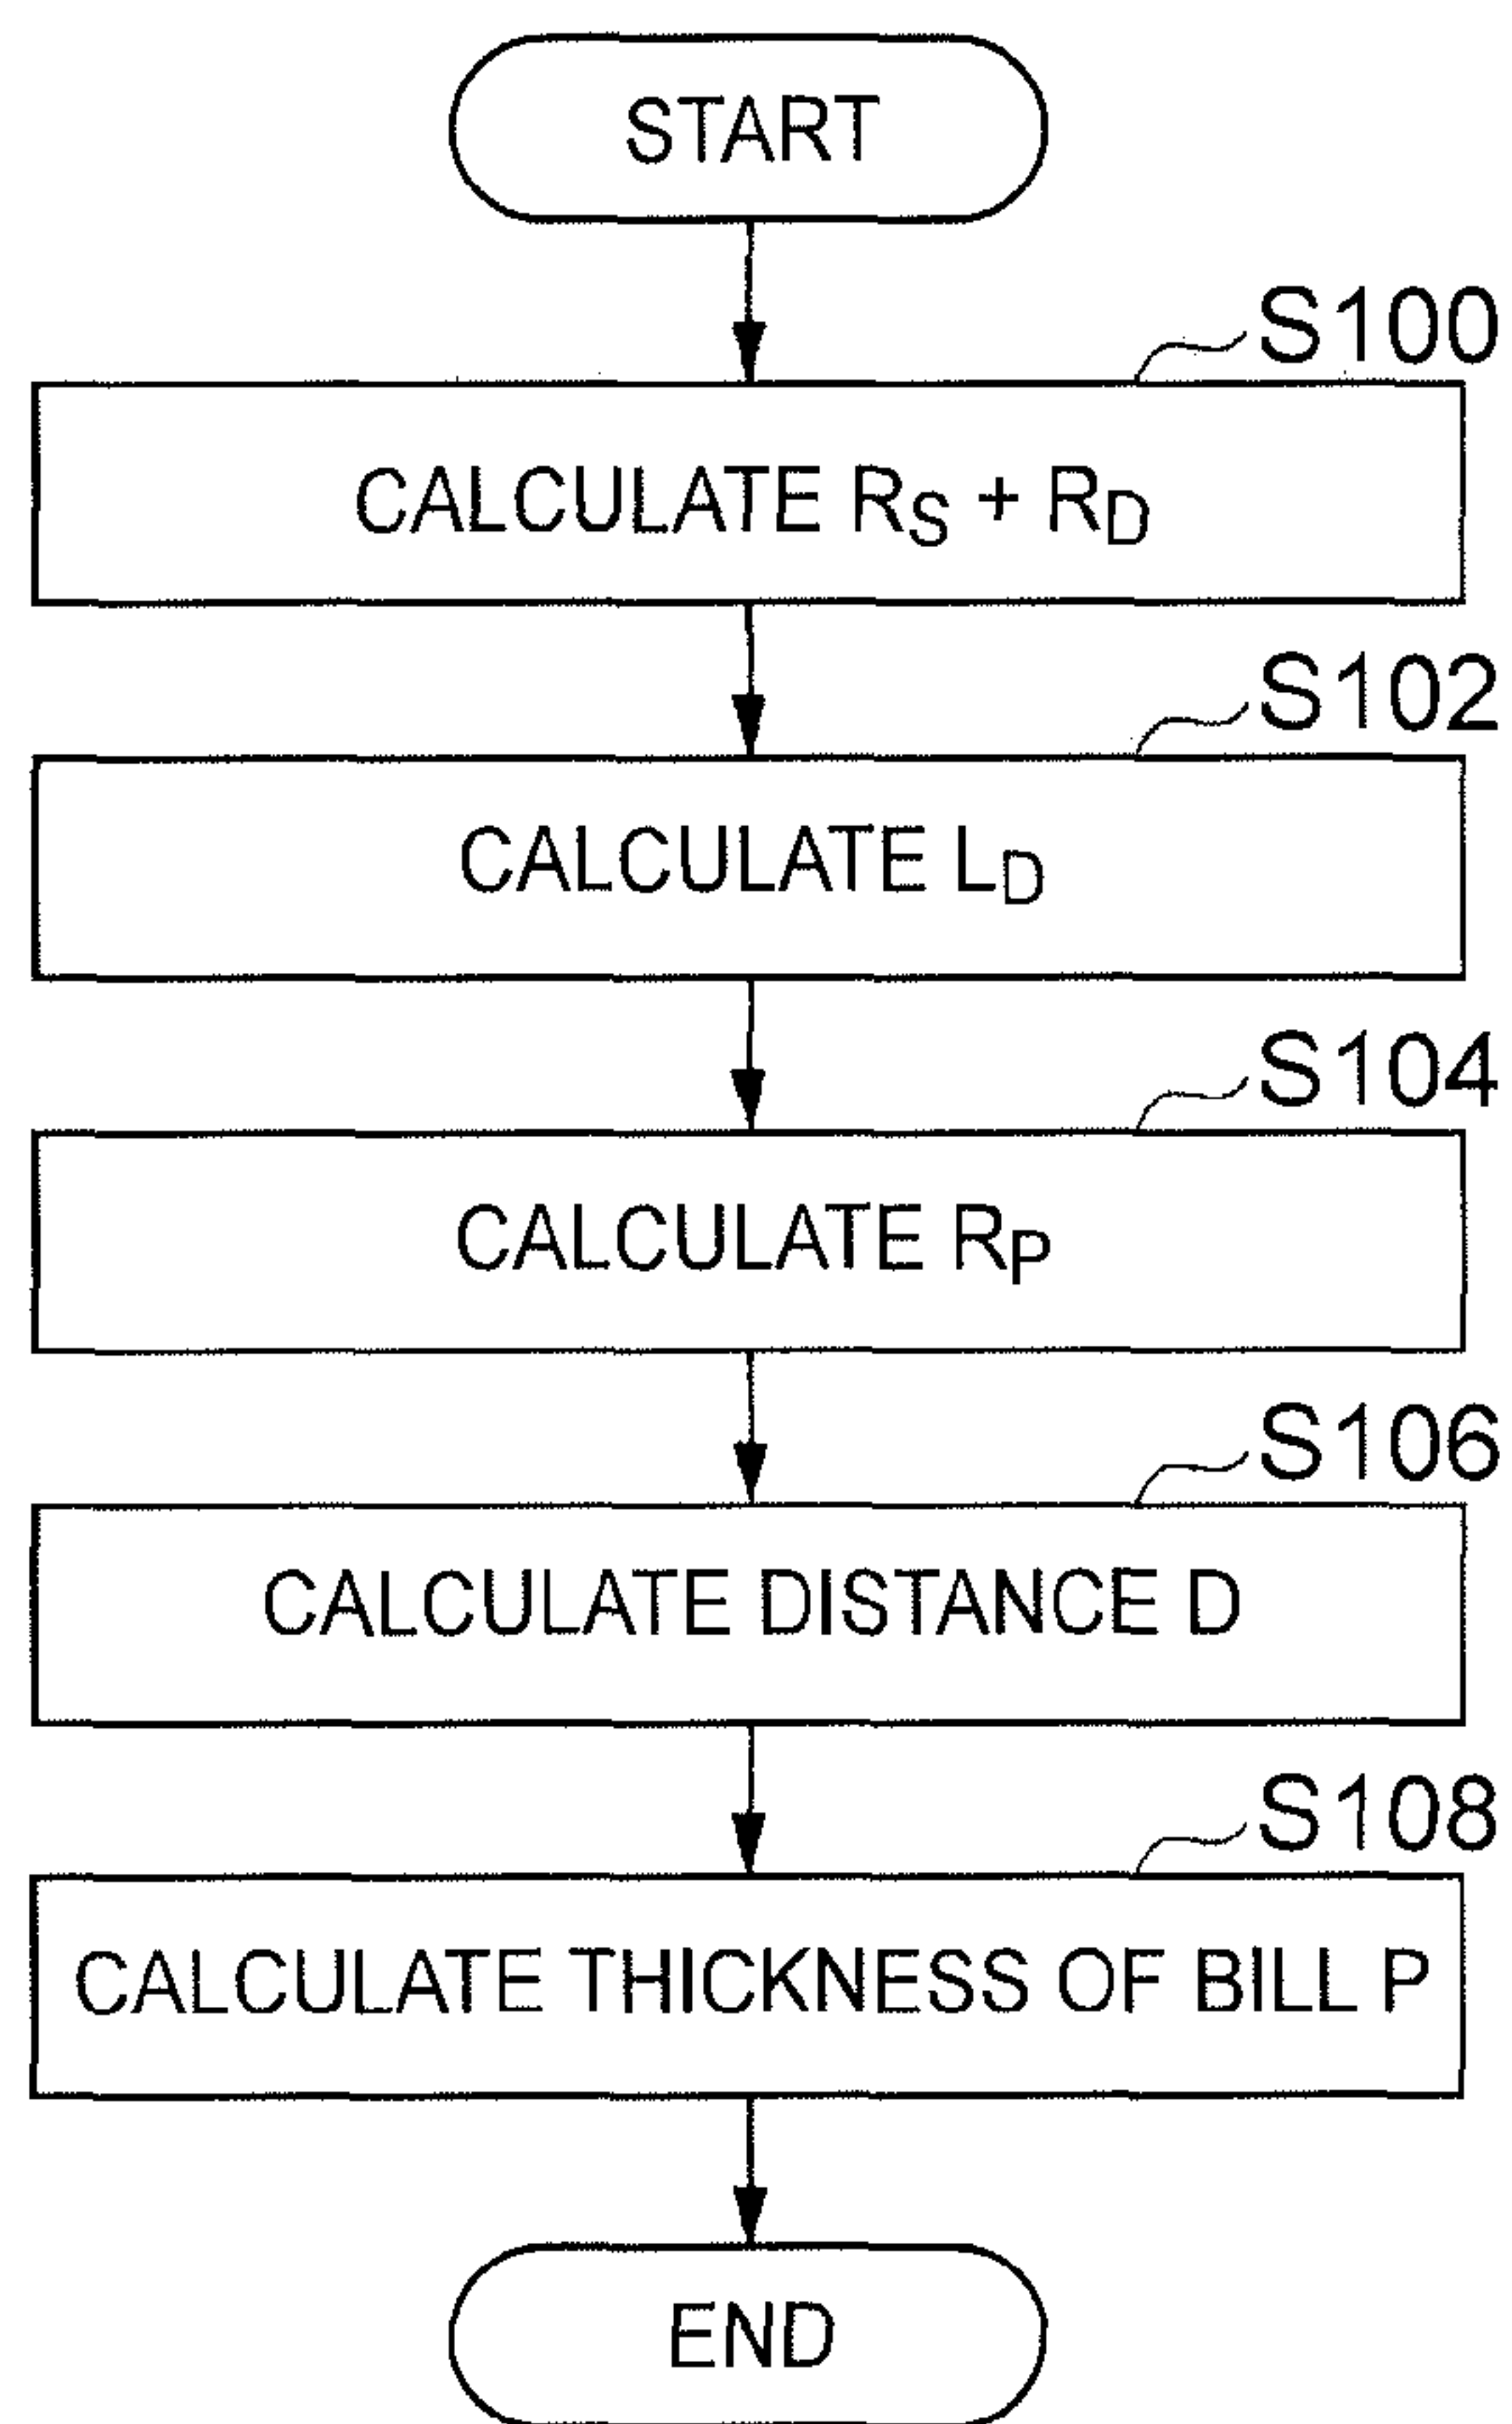 START
S100
CALCULATE RS + RD
S102
CALCULATE LD
S104
CALCULATE RP
S106
CALCULATE DISTANCE D
S108
CALCULATE THICKNESS OF BILL P
END